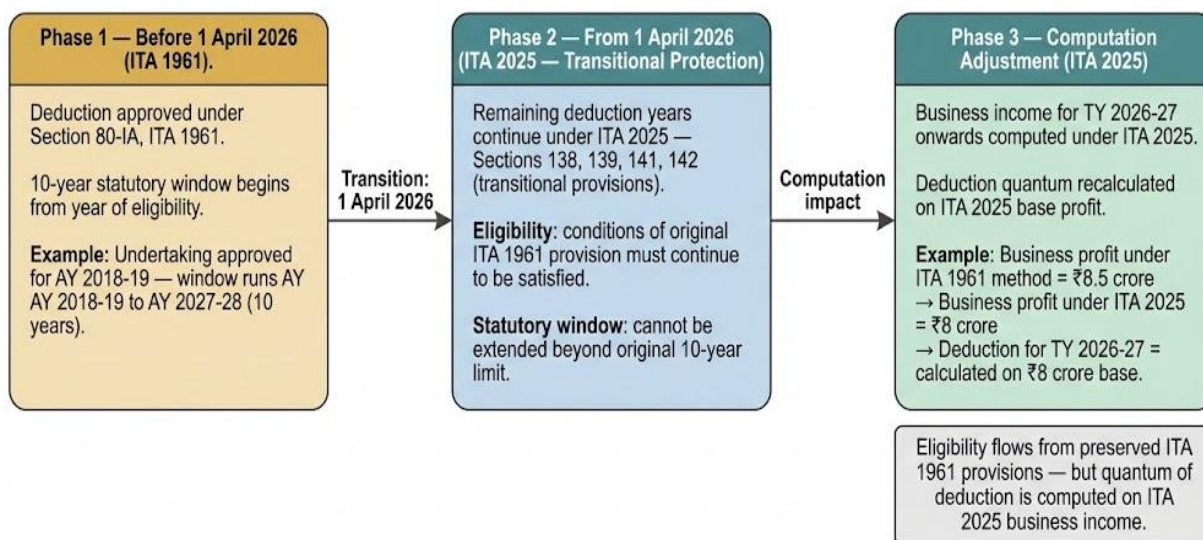 Phase 1 — Before 1 April 2026
(ITA 1961).
Deduction approved under
Section 80-IA, ITA 1961.
10-year statutory window begins
from year of eligibility.
Example: Undertaking approved
for AY 2018-19 — window runs AY
AY 2018-19 to AY 2027-28 (10
years).
Transition:
1 April 2026
Phase 2 — From 1 April 2026
(ITA 2025 — Transitional Protection)
Remaining deduction years
continue under ITA 2025 —
Sections 138, 139, 141, 142
(transitional provisions).
Eligibility: conditions of original
ITA 1961 provision must continue
to be satisfied.
Statutory window: cannot be
extended beyond original 10-year
limit.
Computation
impact
Phase 3 — Computation
Adjustment (ITA 2025)
Business income for TY 2026-27
onwards computed under ITA 2025.
Deduction quantum recalculated
on ITA 2025 base profit.
Example: Business profit under
ITA 1961 method = ₹8.5 crore
→ Business profit under ITA 2025
= ₹8 crore
→ Deduction for TY 2026-27 =
calculated on ₹8 crore base.
Eligibility flows from preserved ITA
1961 provisions — but quantum of
deduction is computed on ITA
2025 business income.